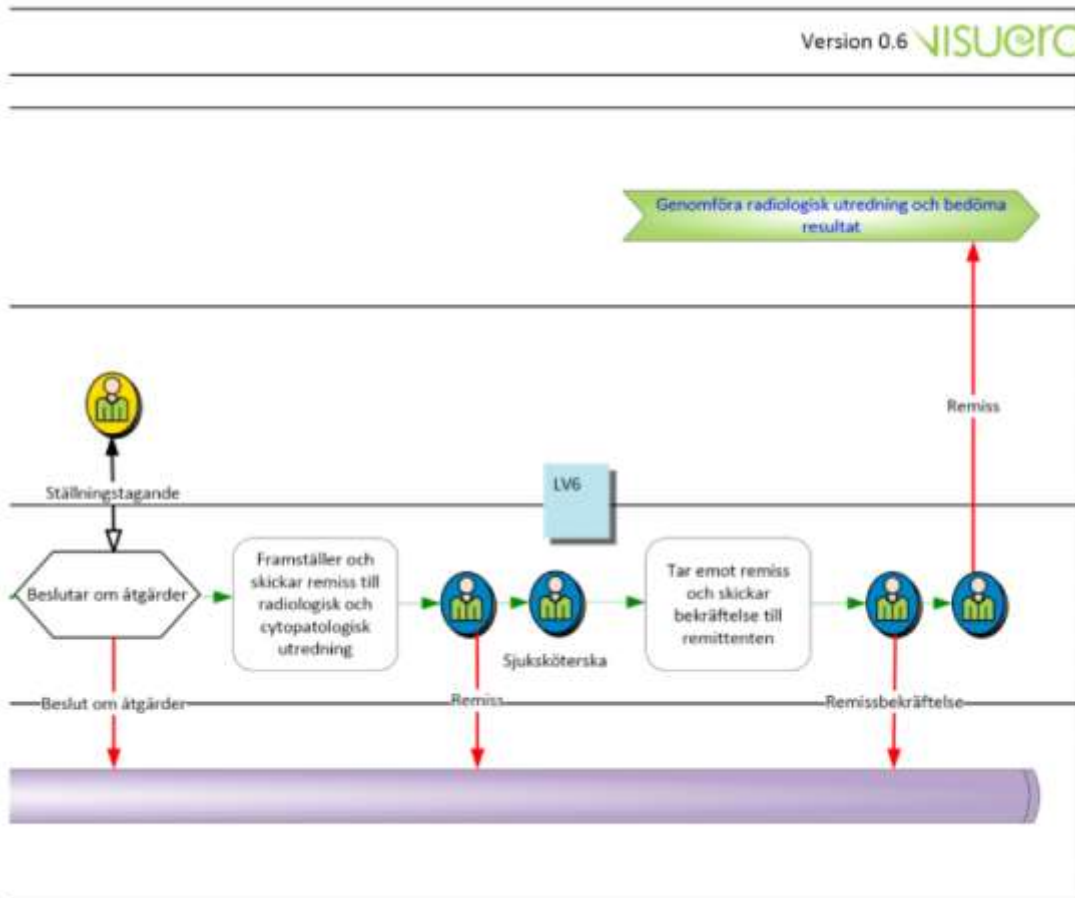 Version 0.6
VISUERA
Genomföra radiologisk utredning och bedöma
resultat
Remiss
Ställningstagande
LV6
Beslutar om åtgärder
Framställer och
skickar remiss till
radiologisk och
cytopatologisk
utredning
Sjuksköterska
Tar emot remiss
och skickar
bekräftelse till
remittenten
Beslut om åtgärder
Remiss
Remissbekräftelse